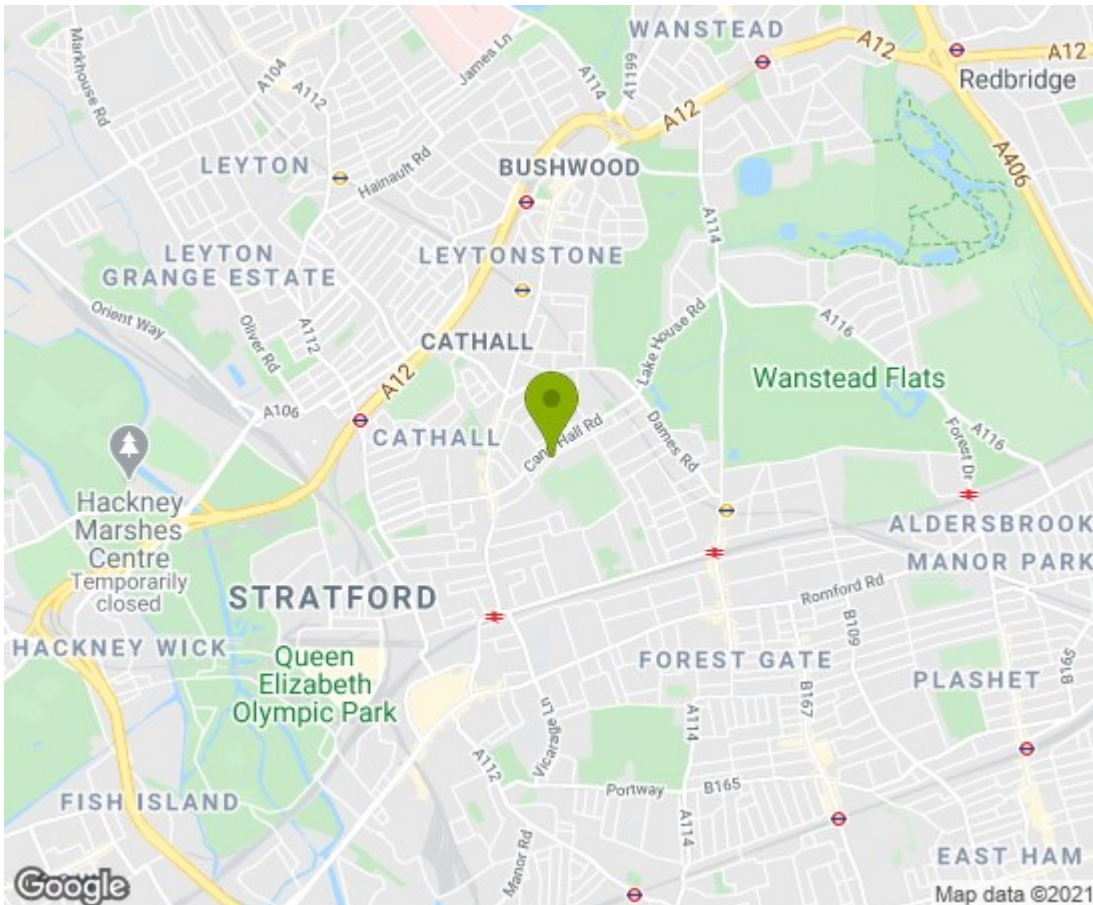 WANSTEAD
A12
A12
Markhouse Rd
James Ln
A104
A112
A114
A1199
Redbridge
A12
LEYTON
Hainault Rd
BUSHWOOD
A406
A114
LEYTON
GRANGE ESTATE
LEYTONSTONE
Orient Way
Oliver Rd
A112
CATHALL
Lake House Rd
A116
A12
Wanstead Flats
A106
CATHALL
Hall Rd
Dames Rd
Forest Dr
A116
Hackney
Marshes
Centre
Temporarily
closed
ALDERSBROOK
MANOR PARK
STRATFORD
Romford Rd
B109
HACKNEY WICK
FOREST GATE
Queen
Elizabeth
Olympic Park
PLASHET
B167
A114
Vicarage Ln
A112
Portway
B165
FISH ISLAND
A114
Manor Rd
EAST HAM
Google
Map data ©2021